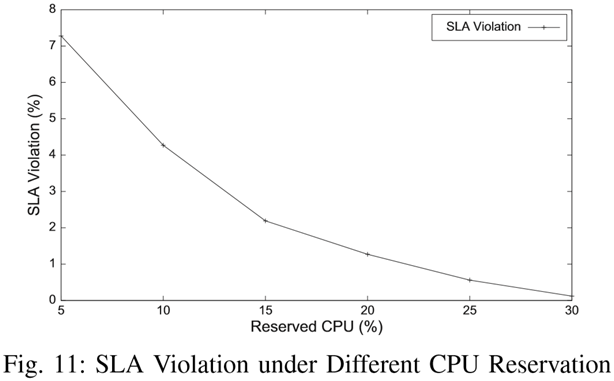 8
7
6
5
4
3
2
1
0
SLA Violation (%)
SLA Violation
5 10 15 20 25 30
Reserved CPU (%)
Fig. 11: SLA Violation under Different CPU Reservation